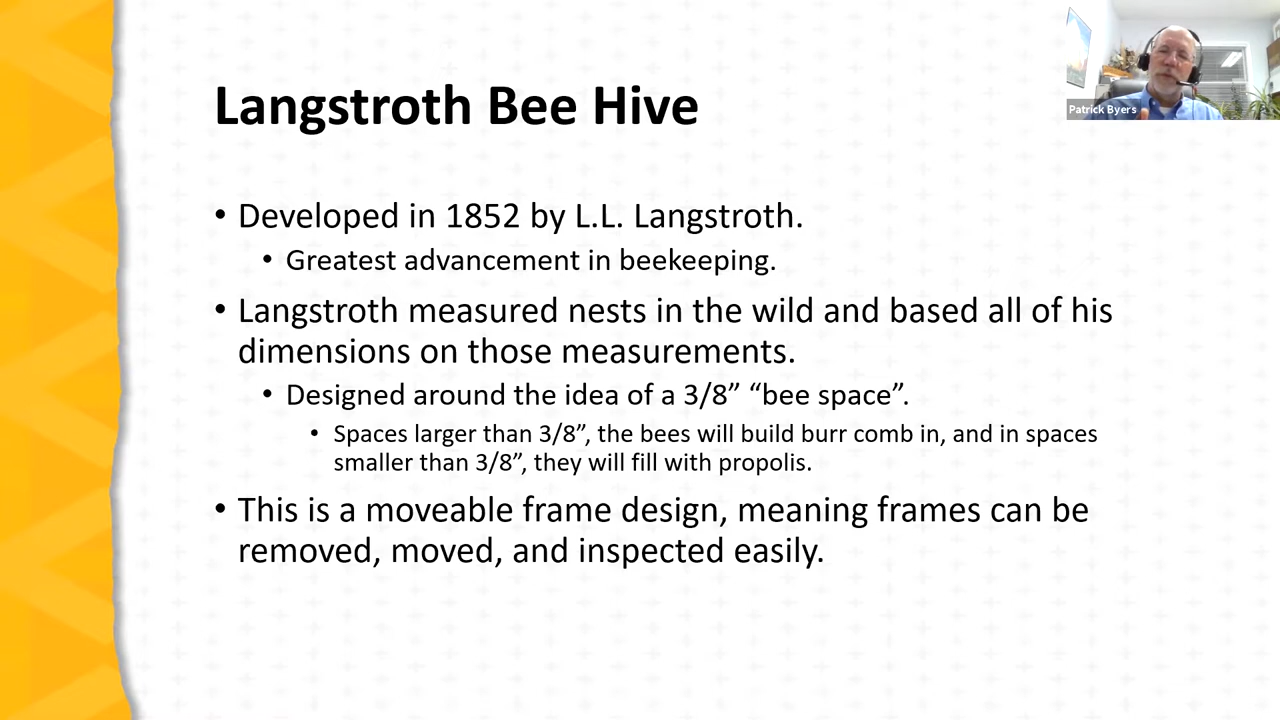 Langstroth Bee Hive
Patrick Byers
• Developed in 1852 by L.L. Langstroth.
• Greatest advancement in beekeeping.
• Langstroth measured nests in the wild and based all of his
dimensions on those measurements.
• Designed around the idea of a 3/8” “bee space”.
• Spaces larger than 3/8”, the bees will build burr comb in, and in spaces
smaller than 3/8”, they will fill with propolis.
• This is a moveable frame design, meaning frames can be
removed, moved, and inspected easily.